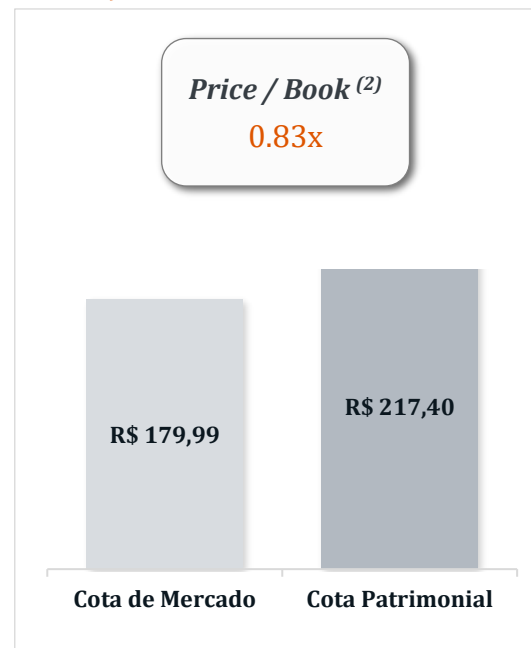 Price / Book (2)
0.83x
R$ 179,99
R$ 217,40
Cota de Mercado
Cota Patrimonial